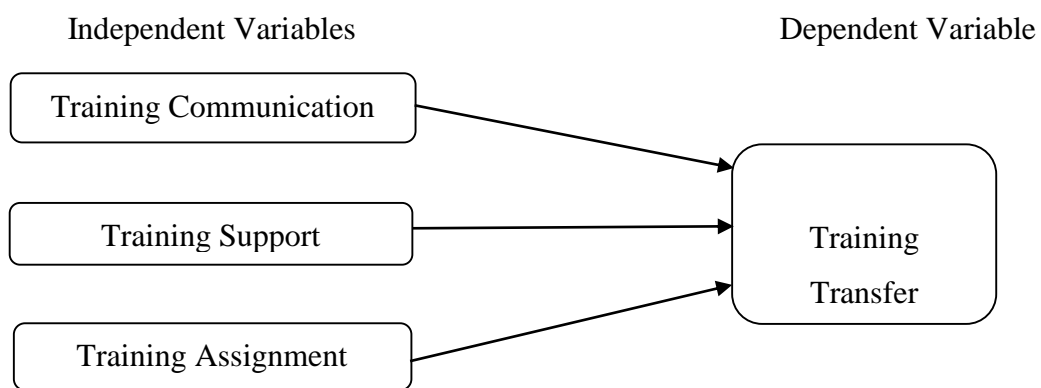 Independent Variables
Dependent Variable
Training Communication
Training Support
Training Assignment
Training
Transfer